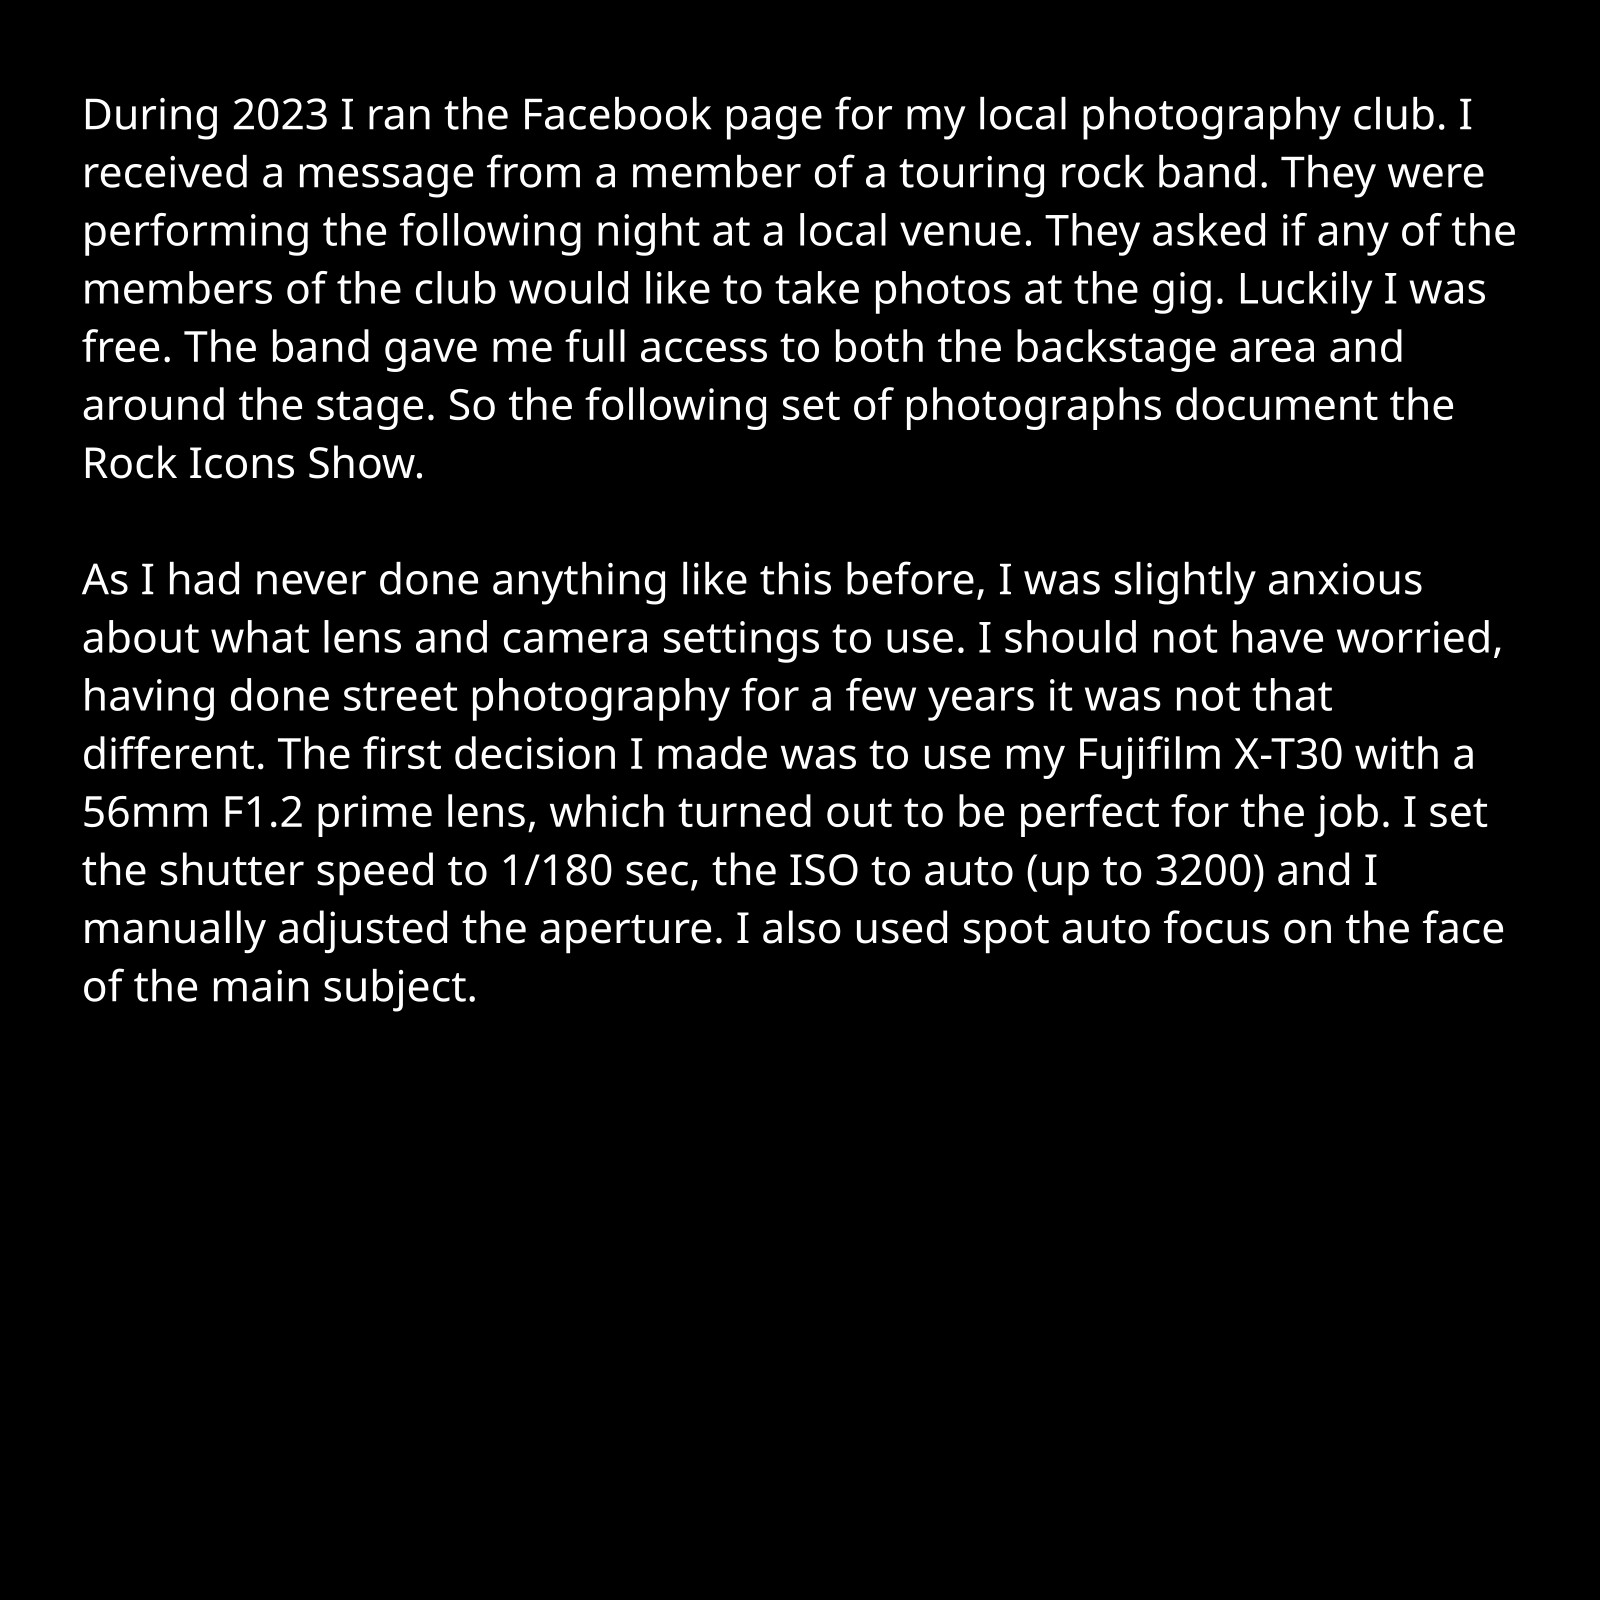 During 2023 I ran the Facebook page for my local photography club. I
received a message from a member of a touring rock band. They were
performing the following night at a local venue. They asked if any of the
members of the club would like to take photos at the gig. Luckily I was
free. The band gave me full access to both the backstage area and
around the stage. So the following set of photographs document the
Rock Icons Show.

As I had never done anything like this before, I was slightly anxious
about what lens and camera settings to use. I should not have worried,
having done street photography for a few years it was not that
different. The first decision I made was to use my Fujifilm X-T30 with a
56mm F1.2 prime lens, which turned out to be perfect for the job. I set
the shutter speed to 1/180 sec, the ISO to auto (up to 3200) and I
manually adjusted the aperture. I also used spot auto focus on the face
of the main subject.